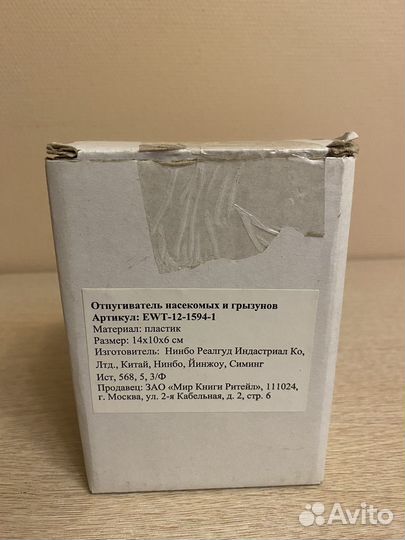 Отпугиватель насекомых и грызунов
Артикул: EWT-12-1594-1
Материал: пластик
Размер: 14х10х6 см
Изготовитель: Нинбо Реалгуд Индастриал Ко,
Лтд., Китай, Нинбо, Йинжоу, Симинг
Ист, 568, 5, 3/Ф
Продавец: ЗАО «Мир Книги Ритейл», 111024,
г. Москва, ул. 2-я Кабельная, д. 2, стр. 6
Avito